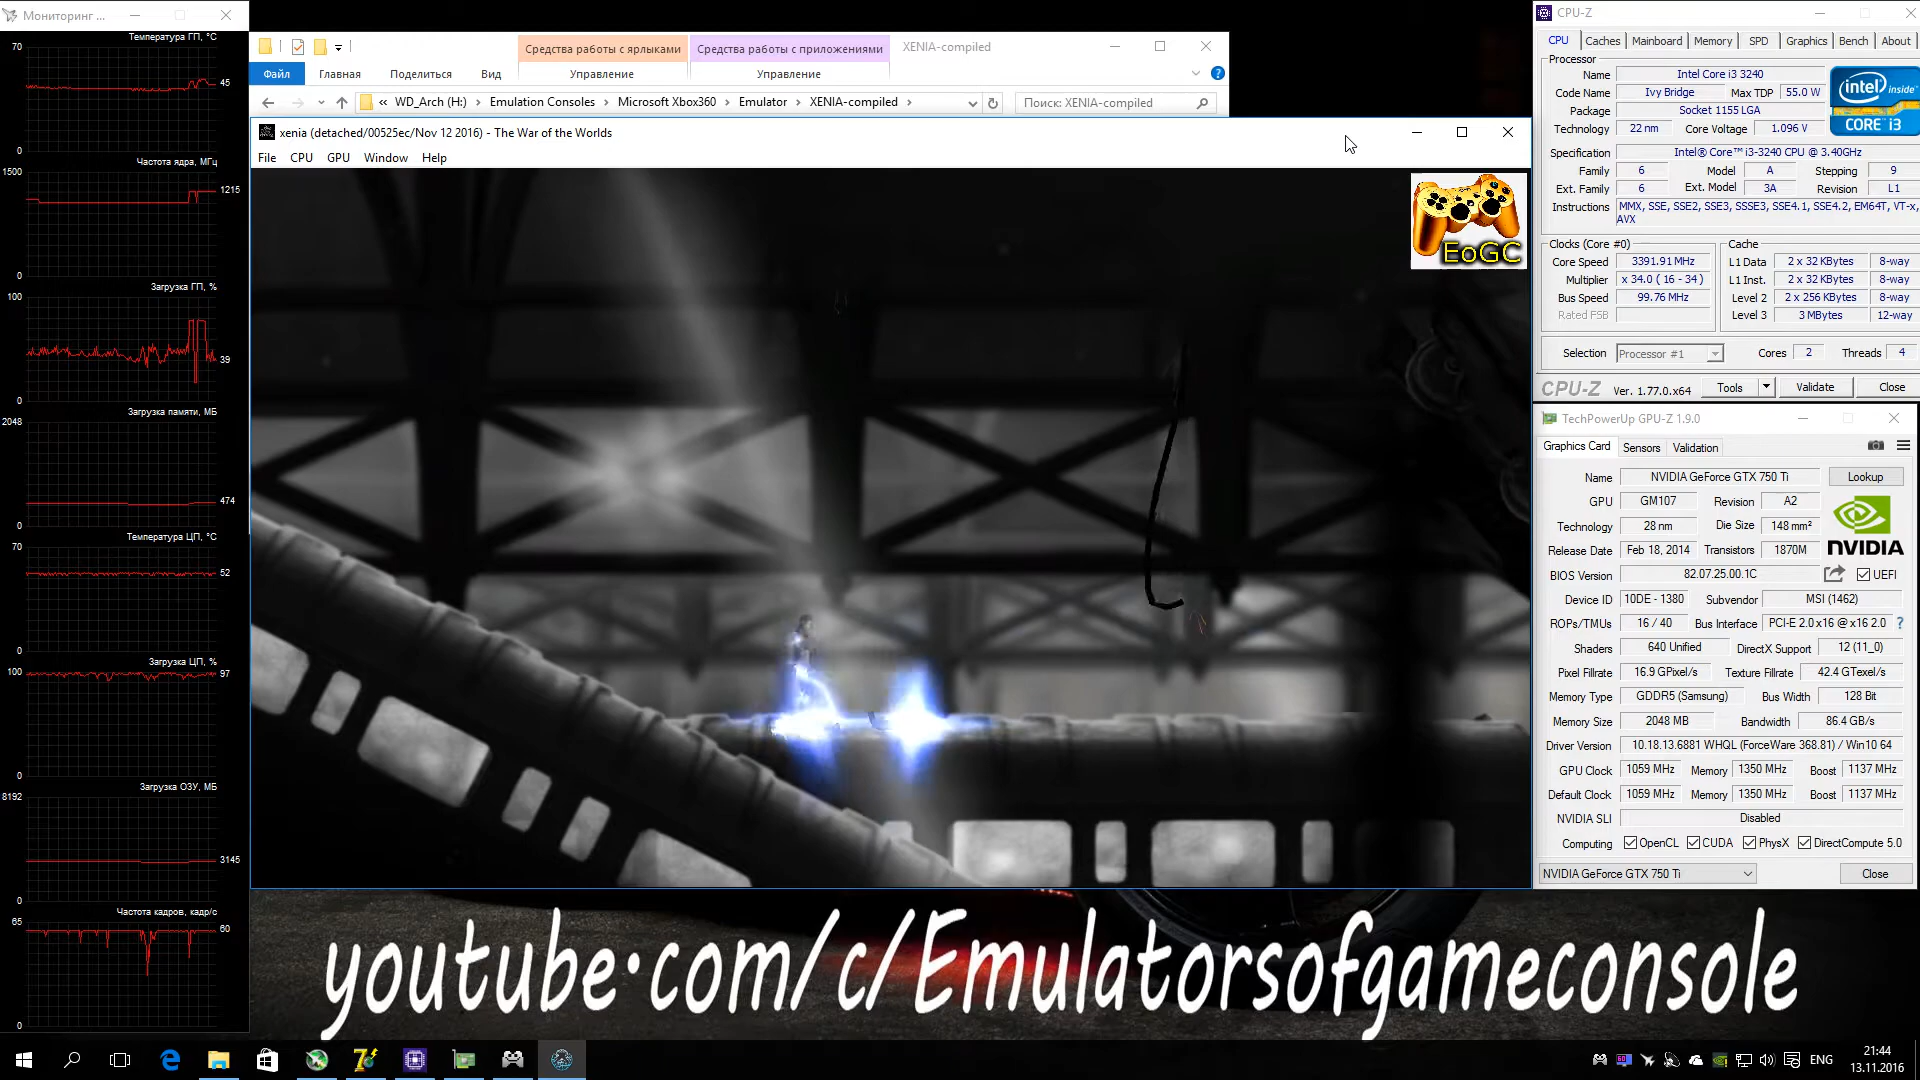 Мониторинг ...
Температура ГП, °C
70
45
0
Частота ядра, МГц
1500
1215
0
Загрузка ГП, %
100
39
0
Загрузка памяти, МБ
2048
474
0
Температура ЦП, °C
70
52
0
Загрузка ЦП, %
100
97
0
Загрузка ОЗУ, МБ
8192
3145
0
Частота кадров, кадр/с
65
60
0
Средства работы с ярлыками
Средства работы с приложениями
XENIA-compiled
Файл
Главная
Поделиться
Вид
Управление
Управление
« WD_Arch (H:) > Emulation Consoles > Microsoft Xbox360 > Emulator > XENIA-compiled >
Поиск: XENIA-compiled
xenia (detached/00525ec/Nov 12 2016) - The War of the Worlds
File CPU GPU Window Help
EoGC
youtube.com/c/Emulatorsofgameconsole
CPU-Z
CPU Caches Mainboard Memory SPD Graphics Bench About
Processor
Name Intel Core i3 3240
Code Name Ivy Bridge Max TDP 55.0 W
Package Socket 1155 LGA
Technology 22 nm Core Voltage 1.096 V
intel inside™
CORE i3
Specification Intel® Core™ i3-3240 CPU @ 3.40GHz
Family 6 Model A Stepping 9
Ext. Family 6 Ext. Model 3A Revision L1
Instructions MMX, SSE, SSE2, SSE3, SSSE3, SSE4.1, SSE4.2, EM64T, VT-x,
AVX
Clocks (Core #0)
Core Speed 3391.91 MHz
Multiplier x 34.0 ( 16 - 34 )
Bus Speed 99.76 MHz
Rated FSB
Cache
L1 Data 2 x 32 KBytes 8-way
L1 Inst. 2 x 32 KBytes 8-way
Level 2 2 x 256 KBytes 8-way
Level 3 3 MBytes 12-way
Selection Processor #1 Cores 2 Threads 4
CPU-Z Ver. 1.77.0.x64 Tools Validate Close
TechPowerUp GPU-Z 1.9.0
Graphics Card Sensors Validation
Name NVIDIA GeForce GTX 750 Ti Lookup
GPU GM107 Revision A2
Technology 28 nm Die Size 148 mm²
Release Date Feb 18, 2014 Transistors 1870M
NVIDIA
BIOS Version 82.07.25.00.1C UEFI
Device ID 10DE - 1380 Subvendor MSI (1462)
ROPs/TMUs 16 / 40 Bus Interface PCI-E 2.0 x16 @ x16 2.0 ?
Shaders 640 Unified DirectX Support 12 (11_0)
Pixel Fillrate 16.9 GPixel/s Texture Fillrate 42.4 GTexel/s
Memory Type GDDR5 (Samsung) Bus Width 128 Bit
Memory Size 2048 MB Bandwidth 86.4 GB/s
Driver Version 10.18.13.6881 WHQL (ForceWare 368.81) / Win10 64
GPU Clock 1059 MHz Memory 1350 MHz Boost 1137 MHz
Default Clock 1059 MHz Memory 1350 MHz Boost 1137 MHz
NVIDIA SLI Disabled
Computing OpenCL CUDA PhysX DirectCompute 5.0
NVIDIA GeForce GTX 750 Ti Close
ENG
21:44
13.11.2016